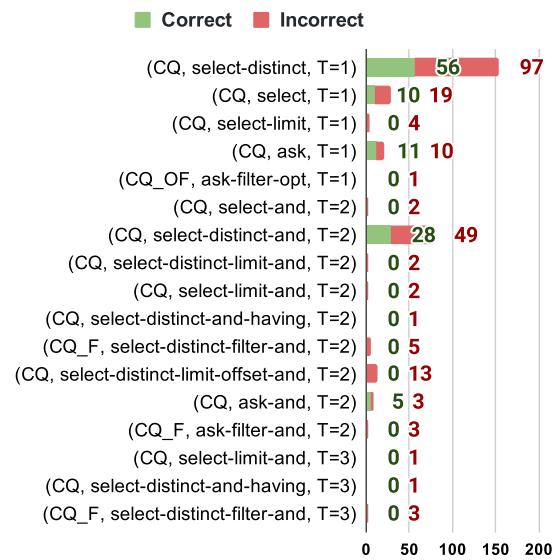 Correct Incorrect
(CQ, select-distinct, T=1) 56 97
(CQ, select, T=1) 10 19
(CQ, select-limit, T=1) 0 4
(CQ, ask, T=1) 11 10
(CQ_OF, ask-filter-opt, T=1) 0 1
(CQ, select-and, T=2) 0 2
(CQ, select-distinct-and, T=2) 28 49
(CQ, select-distinct-limit-and, T=2) 0 2
(CQ, select-limit-and, T=2) 0 2
(CQ, select-distinct-and-having, T=2) 0 1
(CQ_F, select-distinct-filter-and, T=2) 0 5
(CQ, select-distinct-limit-offset-and, T=2) 0 13
(CQ, ask-and, T=2) 5 3
(CQ_F, ask-filter-and, T=2) 0 3
(CQ, select-limit-and, T=3) 0 1
(CQ, select-distinct-and-having, T=3) 0 1
(CQ_F, select-distinct-filter-and, T=3) 0 3
0 50 100 150 200